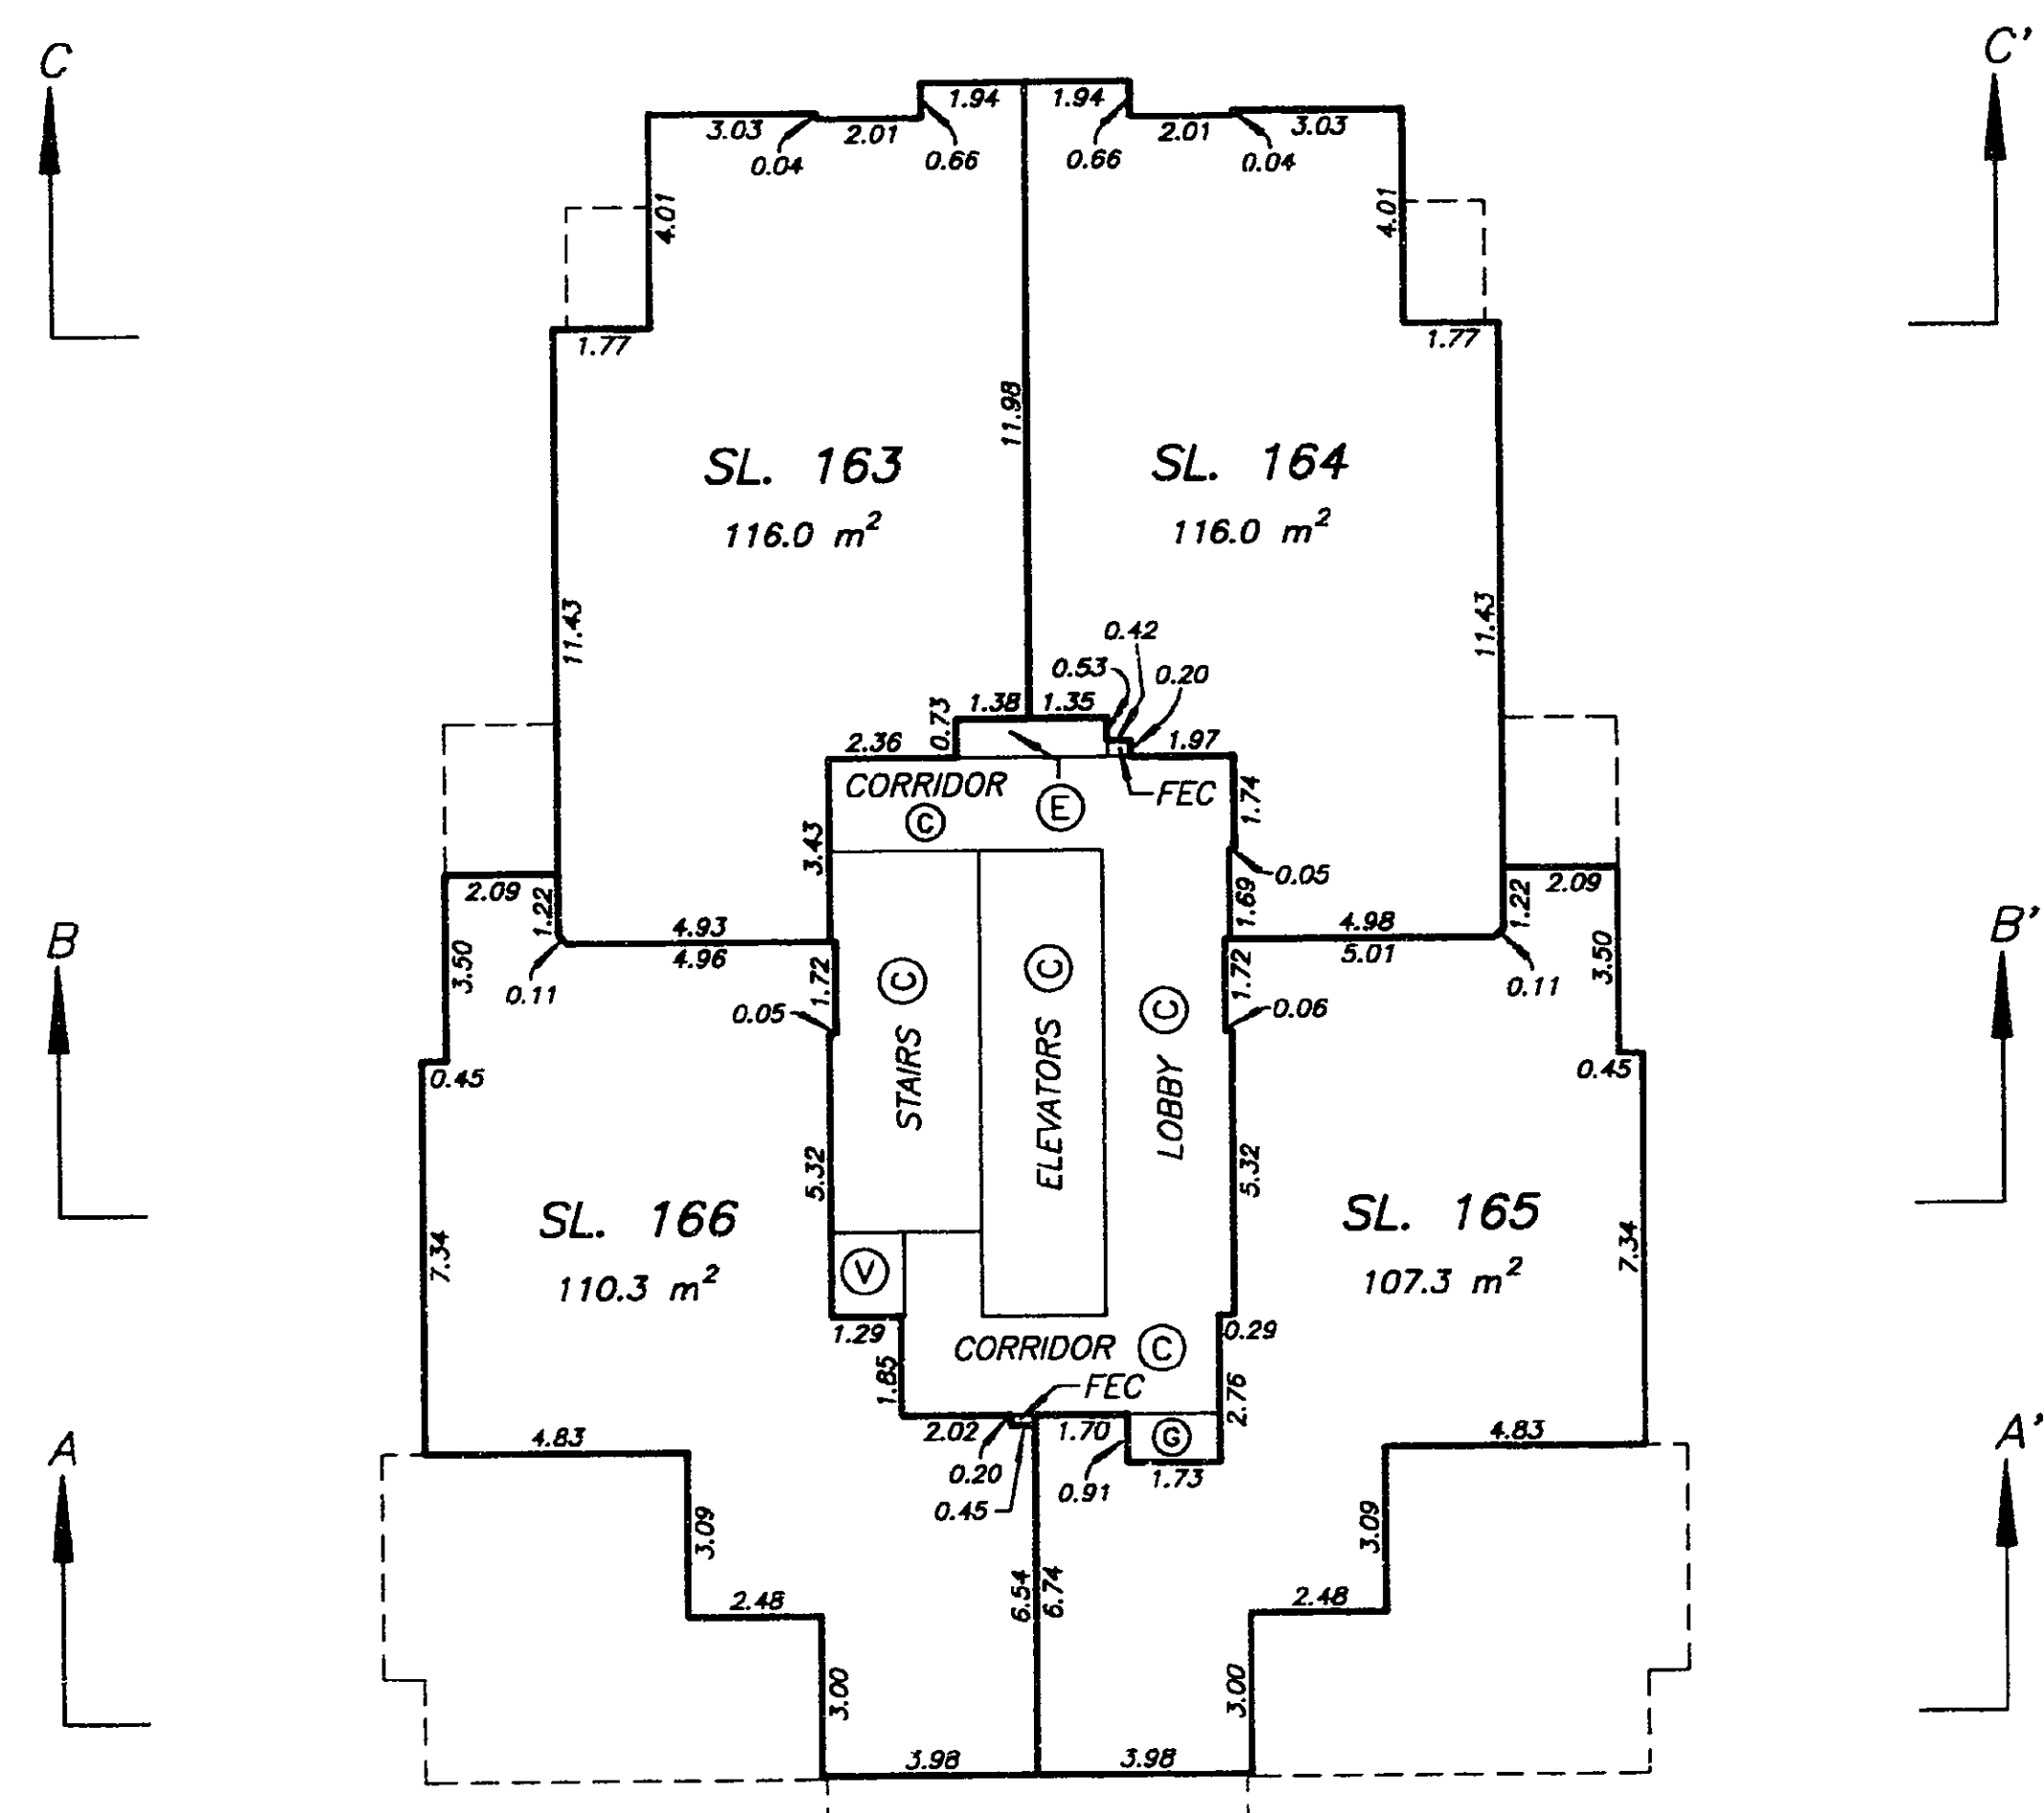 C
C'
1.94
1.94
3.03
2.01
2.01
3.03
0.04
0.66
0.66
0.04
4.01
4.01
1.77
1.77
11.98
SL. 163
SL. 164
116.0 m²
116.0 m²
11.43
11.43
0.42
0.53
0.20
1.38
1.35
0.73
2.36
1.97
CORRIDOR
FEC
E
C
1.74
3.43
0.05
2.09
1.22
1.69
1.22
2.09
4.93
4.98
B
B'
4.96
5.01
3.50
3.50
0.11
0.11
1.72
1.72
0.05
0.06
STAIRS C
ELEVATORS C
LOBBY C
0.45
0.45
5.32
5.32
SL. 166
SL. 165
110.3 m²
107.3 m²
7.34
7.34
V
1.29
0.29
CORRIDOR C
1.85
FEC
2.76
2.02
1.70
G
A
A'
4.83
4.83
0.20
0.91
1.73
0.45
3.09
3.09
6.54
6.74
2.48
2.48
3.00
3.00
3.98
3.98